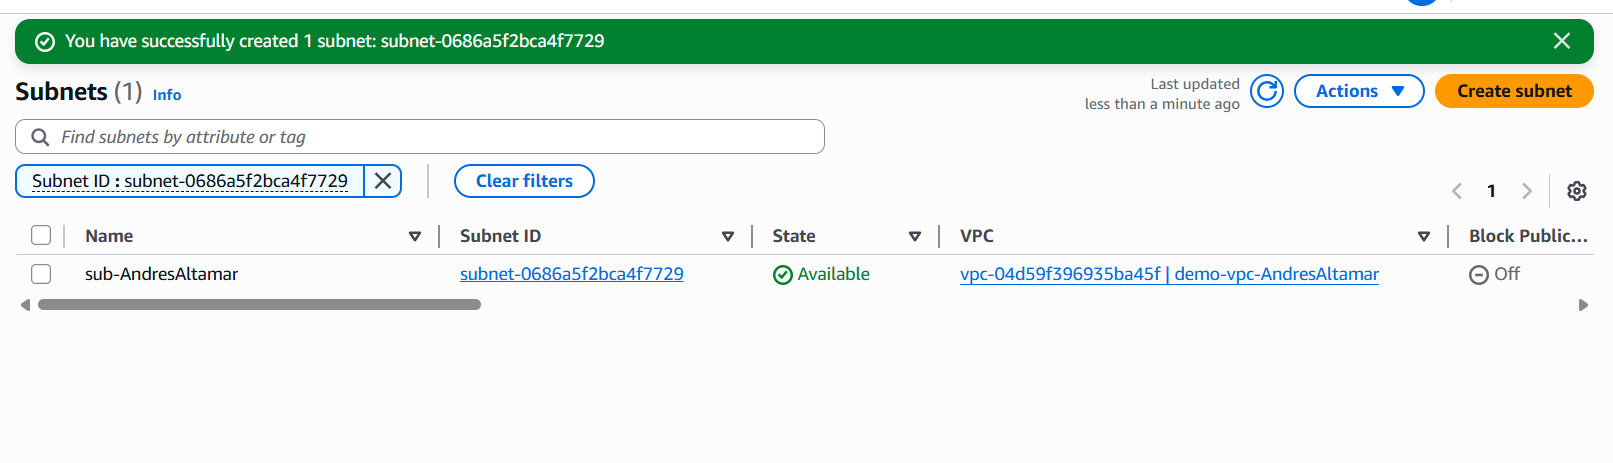 You have successfully created 1 subnet: subnet-0686a5f2bca4f7729
Subnets (1) Info
Last updated
less than a minute ago
Actions
Create subnet
Find subnets by attribute or tag
Subnet ID : subnet-0686a5f2bca4f7729
Clear filters
1
Name Subnet ID State VPC Block Public...
sub-AndresAltamar subnet-0686a5f2bca4f7729 Available vpc-04d59f396935ba45f | demo-vpc-AndresAltamar Off